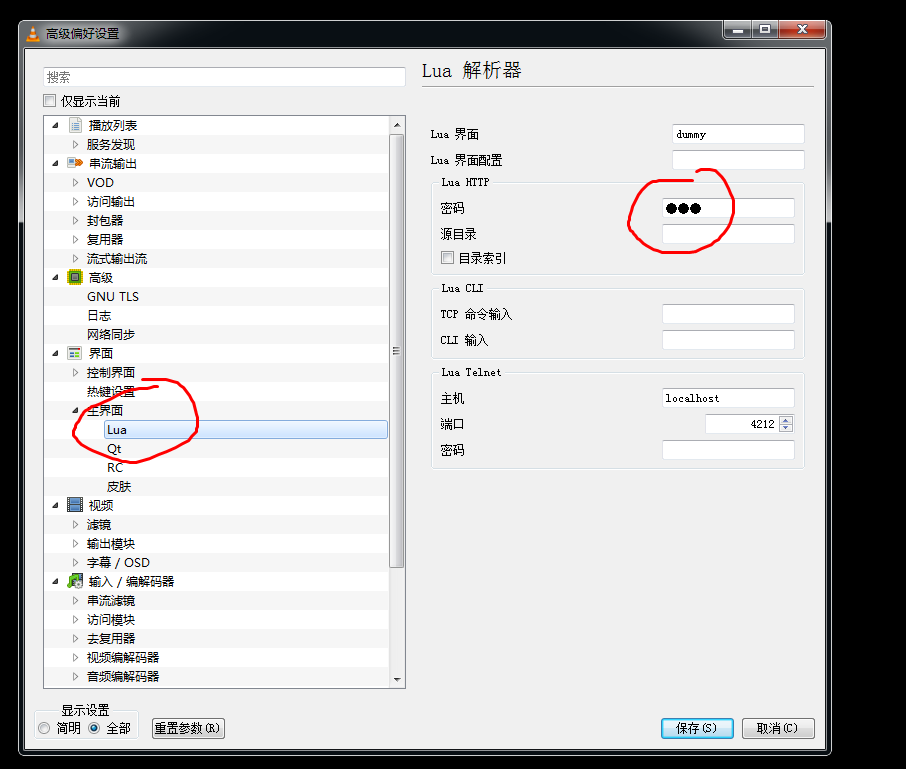 高级偏好设置
搜索
仅显示当前
播放列表
服务发现
串流输出
VOD
访问输出
封包器
复用器
流式输出流
高级
GNU TLS
日志
网络同步
界面
控制界面
热键设置
主界面
Lua
Qt
RC
皮肤
视频
滤镜
输出模块
字幕 / OSD
输入 / 编解码器
串流滤镜
访问模块
去复用器
视频编解码器
音频编解码器
显示设置
简明 全部
重置参数(R)
Lua 解析器
Lua 界面 dummy
Lua 界面配置
Lua HTTP
密码 ●●●
源目录
目录索引
Lua CLI
TCP 命令输入
CLI 输入
Lua Telnet
主机 localhost
端口 4212
密码
保存(S) 取消(C)